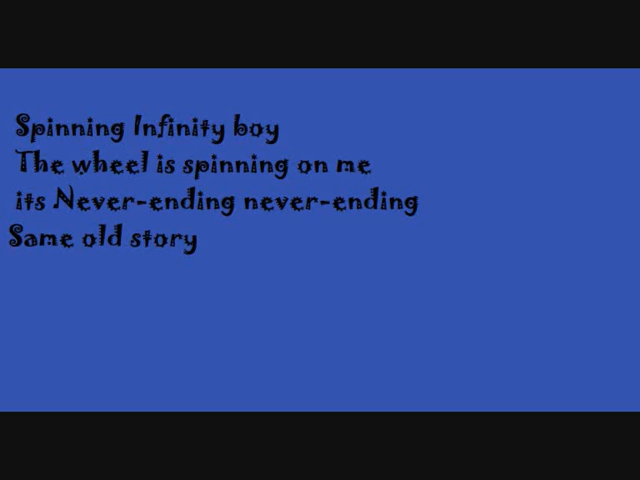 Spinning Infinity boy
The wheel is spinning on me
its Never-ending never-ending
Same old story